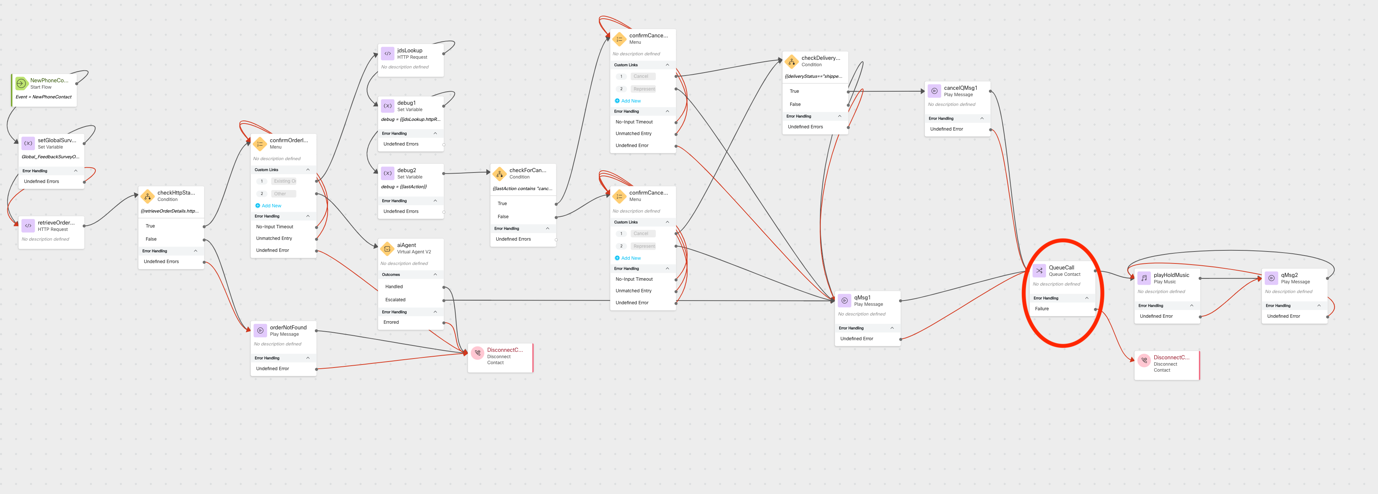 NewPhoneCo...
Start Flow
Event = NewPhoneContact
setGlobalSurv...
Set Variable
Global_FeedbackSurveyO...
Error Handling
Undefined Errors
retrieveOrder...
HTTP Request
No description defined
checkHttpSta...
Condition
{{retrieveOrderDetails.http...
True
False
Error Handling
Undefined Errors
confirmOrderI...
Menu
No description defined
Custom Links
1 Existing O
2 Other
Add New
Error Handling
No-Input Timeout
Unmatched Entry
Undefined Error
orderNotFound
Play Message
No description defined
Error Handling
Undefined Error
jdsLookup
HTTP Request
No description defined
debug1
Set Variable
debug = {{jdsLookup.httpR...
Error Handling
Undefined Errors
debug2
Set Variable
debug = {{lastAction}}
Error Handling
Undefined Errors
aiAgent
Virtual Agent V2
No description defined
Outcomes
Handled
Escalated
Error Handling
Errored
DisconnectC...
Disconnect
Contact
checkForCan...
Condition
{{lastAction contains "canc...
True
False
Error Handling
Undefined Errors
confirmCance...
Menu
No description defined
Custom Links
1 Cancel
2 Represent
Add New
Error Handling
No-Input Timeout
Unmatched Entry
Undefined Error
confirmCance...
Menu
No description defined
Custom Links
1 Cancel
2 Represent
Add New
Error Handling
No-Input Timeout
Unmatched Entry
Undefined Error
checkDelivery...
Condition
{{deliveryStatus=="shippe...
True
False
Error Handling
Undefined Errors
qMsg1
Play Message
No description defined
Error Handling
Undefined Error
cancelQMsg1
Play Message
No description defined
Error Handling
Undefined Error
QueueCall
Queue Contact
No description defined
Error Handling
Failure
playHoldMusic
Play Music
No description defined
Error Handling
Undefined Error
DisconnectC...
Disconnect
Contact
qMsg2
Play Message
No description defined
Error Handling
Undefined Error